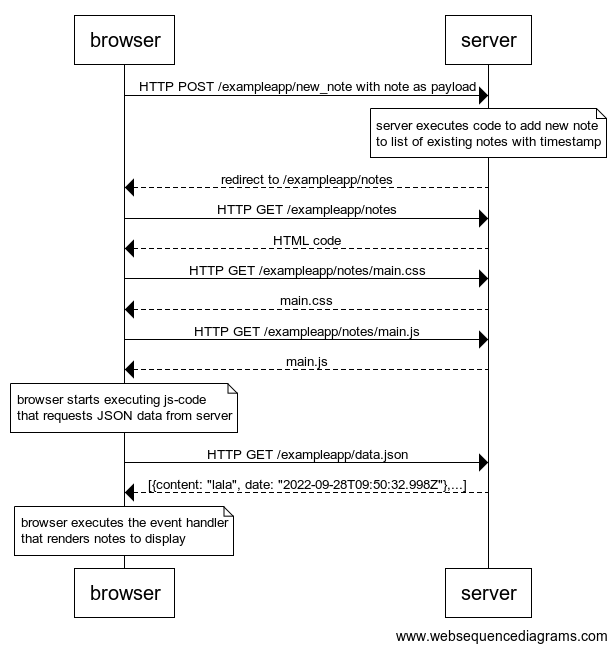 browser
server
HTTP POST /exampleapp/new_note with note as payload
server executes code to add new note
to list of existing notes with timestamp
redirect to /exampleapp/notes
HTTP GET /exampleapp/notes
HTML code
HTTP GET /exampleapp/notes/main.css
main.css
HTTP GET /exampleapp/notes/main.js
main.js
browser starts executing js-code
that requests JSON data from server
HTTP GET /exampleapp/data.json
[{content: "lala", date: "2022-09-28T09:50:32.998Z"},...]
browser executes the event handler
that renders notes to display
browser
server
www.websequencediagrams.com